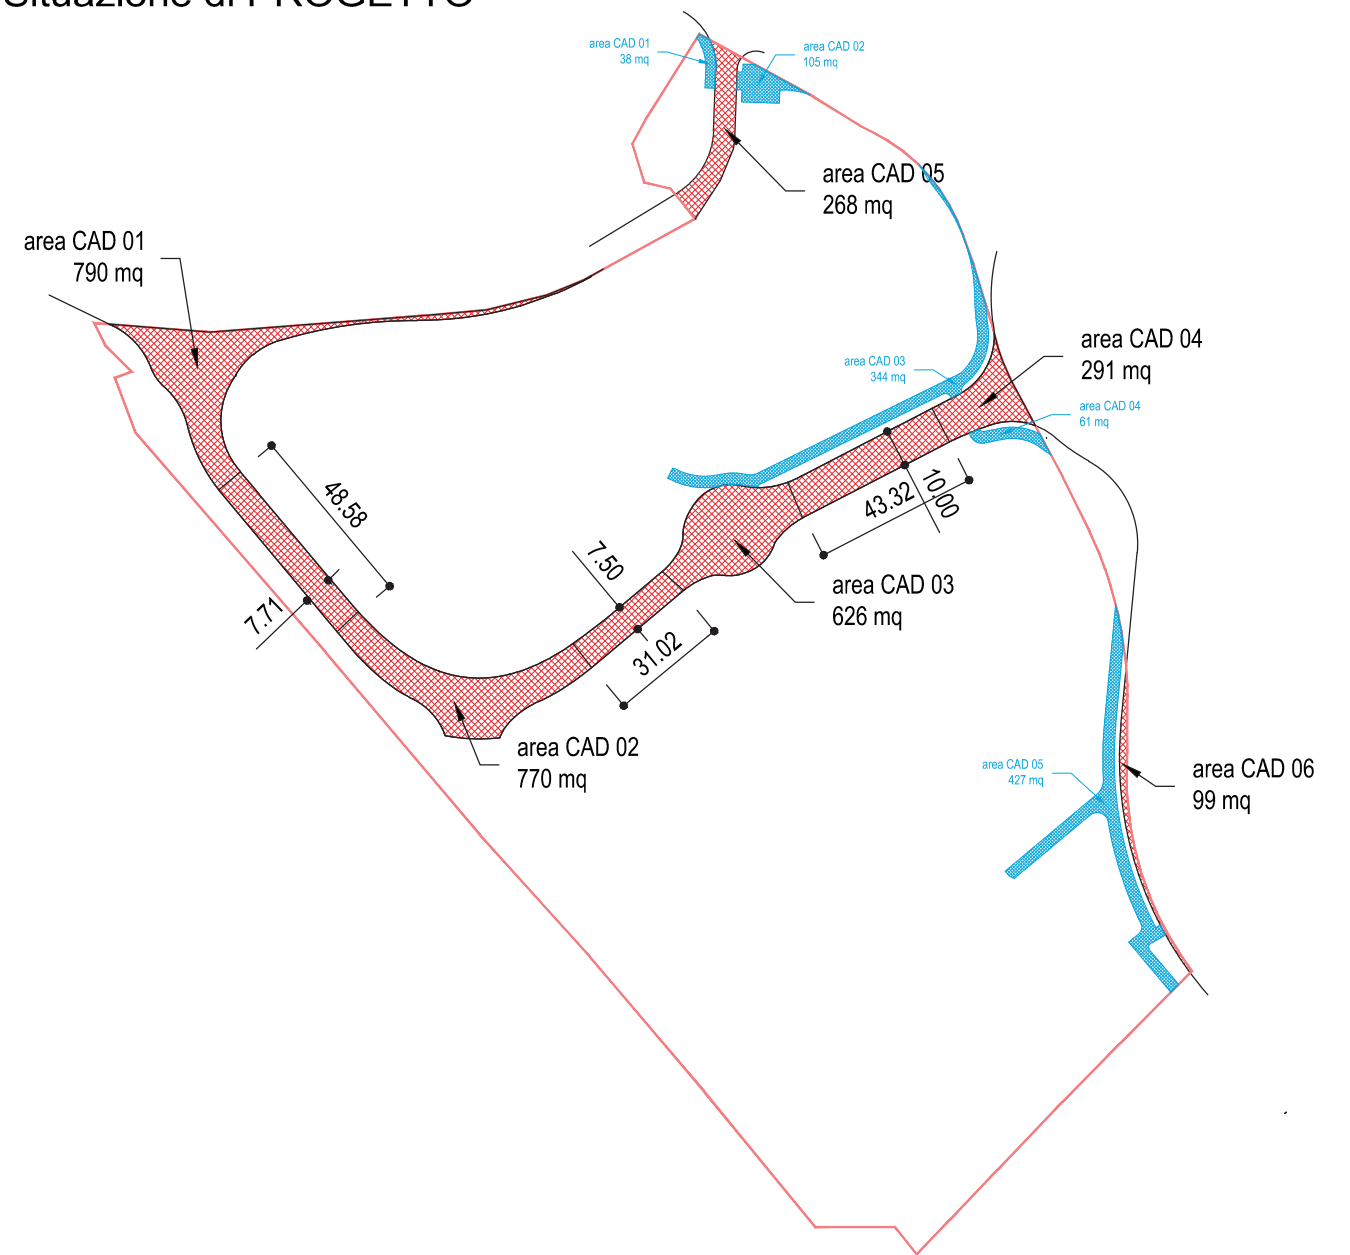 Situazione di PROGETTO
area CAD 01
38 mq
area CAD 02
105 mq
area CAD 05
268 mq
area CAD 01
790 mq
area CAD 04
291 mq
area CAD 03
344 mq
area CAD 04
61 mq
48.58
43.32
10.00
7.50
area CAD 03
626 mq
7.71
31.02
area CAD 02
770 mq
area CAD 05
427 mq
area CAD 06
99 mq